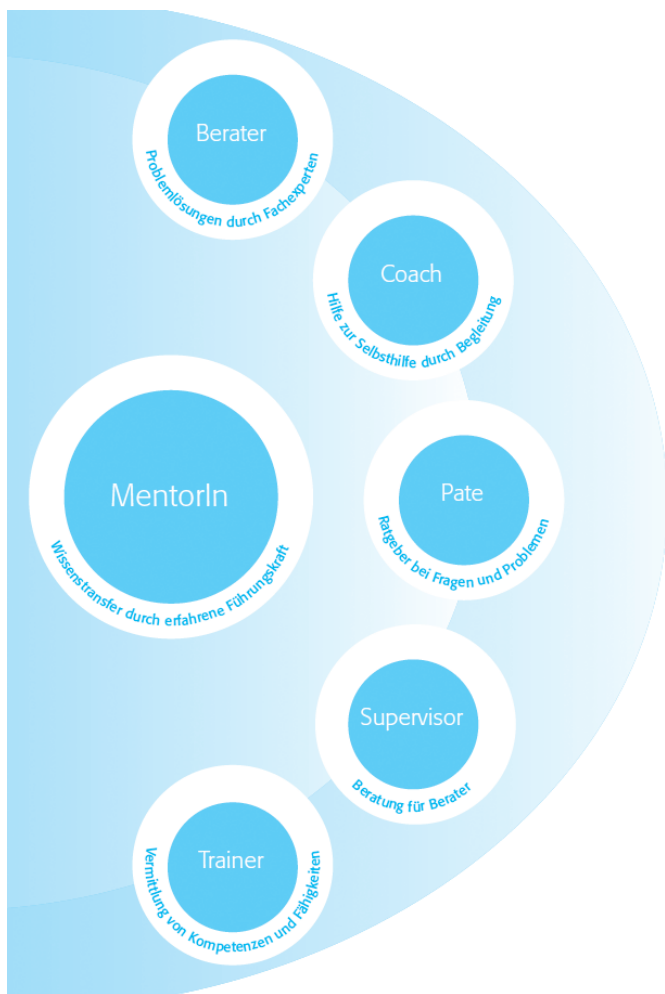 Berater
Problemlösungen durch Fachexperten
Coach
Hilfe zur Selbsthilfe durch Begleitung
MentorIn
Wissenstransfer durch erfahrene Führungskraft
Pate
Ratgeber bei Fragen und Problemen
Supervisor
Beratung für Berater
Trainer
Vermittlung von Kompetenzen und Fähigkeiten